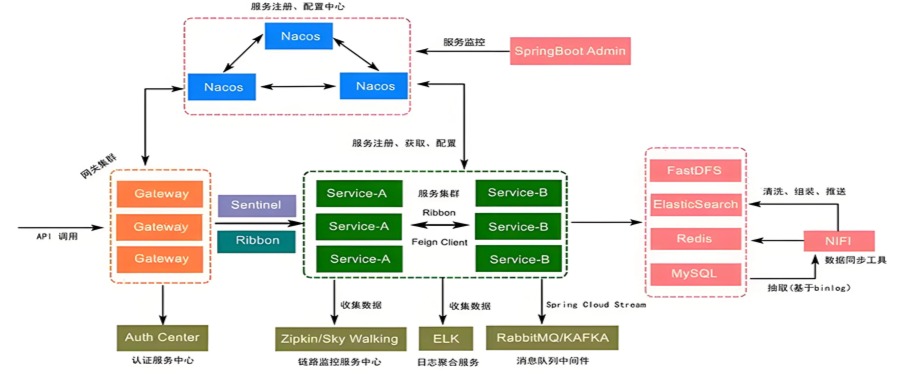 服务注册、配置中心
Nacos
Nacos
Nacos
服务监控
SpringBoot Admin
服务注册、获取、配置
网关集群
API 调用
Gateway
Gateway
Gateway
Sentinel
Ribbon
Service-A
Service-A
Service-A
服务集群
Ribbon
Feign Client
Service-B
Service-B
Service-B
FastDFS
ElasticSearch
Redis
MySQL
清洗、组装、推送
NIFI
数据同步工具
抽取(基于binlog)
收集数据
收集数据
Spring Cloud Stream
Auth Center
认证服务中心
Zipkin/Sky Walking
链路监控服务中心
ELK
日志聚合服务
RabbitMQ/KAFKA
消息队列中间件